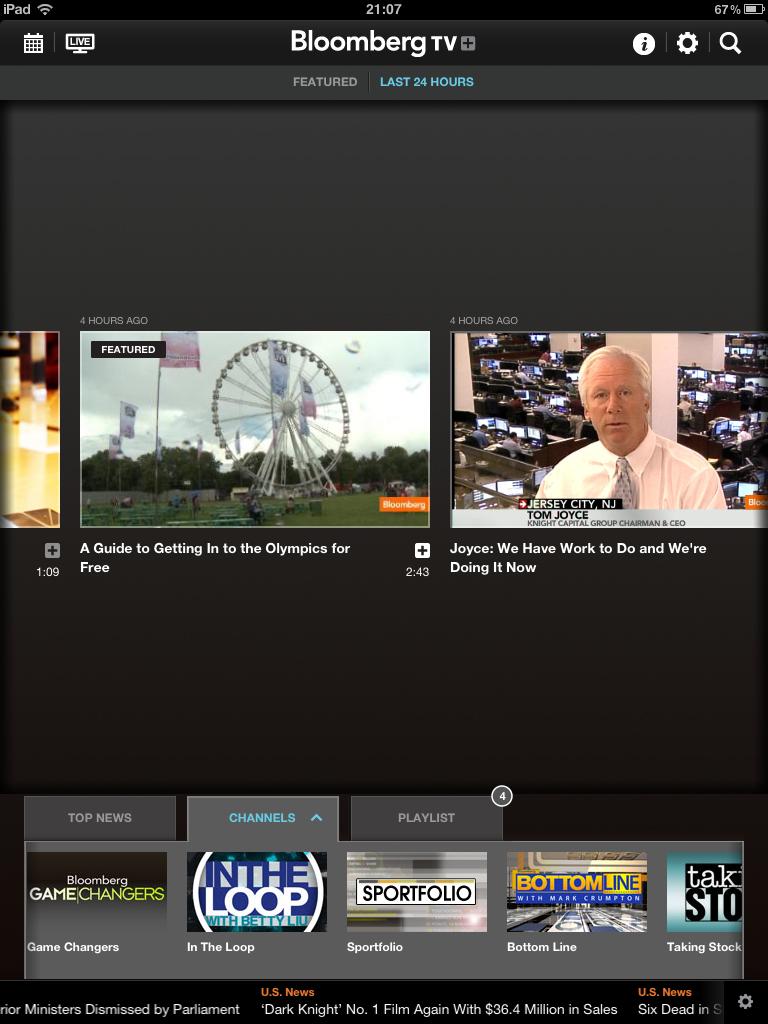 iPad
21:07
67%
LIVE
Bloomberg TV+
FEATURED
LAST 24 HOURS
4 HOURS AGO
4 HOURS AGO
FEATURED
Bloomberg
JERSEY CITY, NJ
TOM JOYCE
KNIGHT CAPITAL GROUP CHAIRMAN & CEO
Bloo
1:09
A Guide to Getting In to the Olympics for
Free
2:43
Joyce: We Have Work to Do and We're
Doing It Now
4
TOP NEWS
CHANNELS
PLAYLIST
Bloomberg
GAME|CHANGERS
IN THE
LOOP
WITH BETTY LIU
SPORTFOLIO
BOTTOM LINE
WITH MARK CRUMPTON
taki
STO
Game Changers
In The Loop
Sportfolio
Bottom Line
Taking Stock
U.S. News
U.S. News
rior Ministers Dismissed by Parliament
‘Dark Knight’ No. 1 Film Again With $36.4 Million in Sales
Six Dead in S